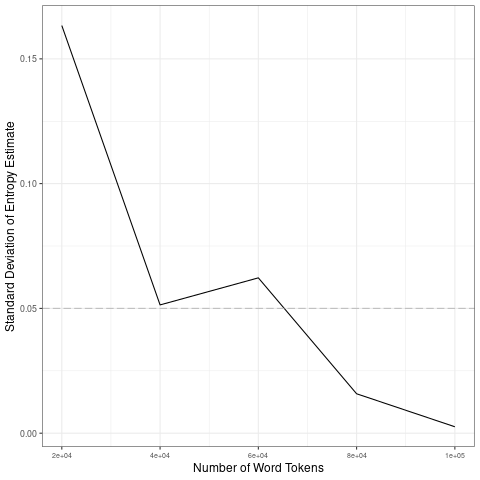 Standard Deviation of Entropy Estimate
0.15
0.10
0.05
0.00
2e+04 4e+04 6e+04 8e+04 1e+05
Number of Word Tokens